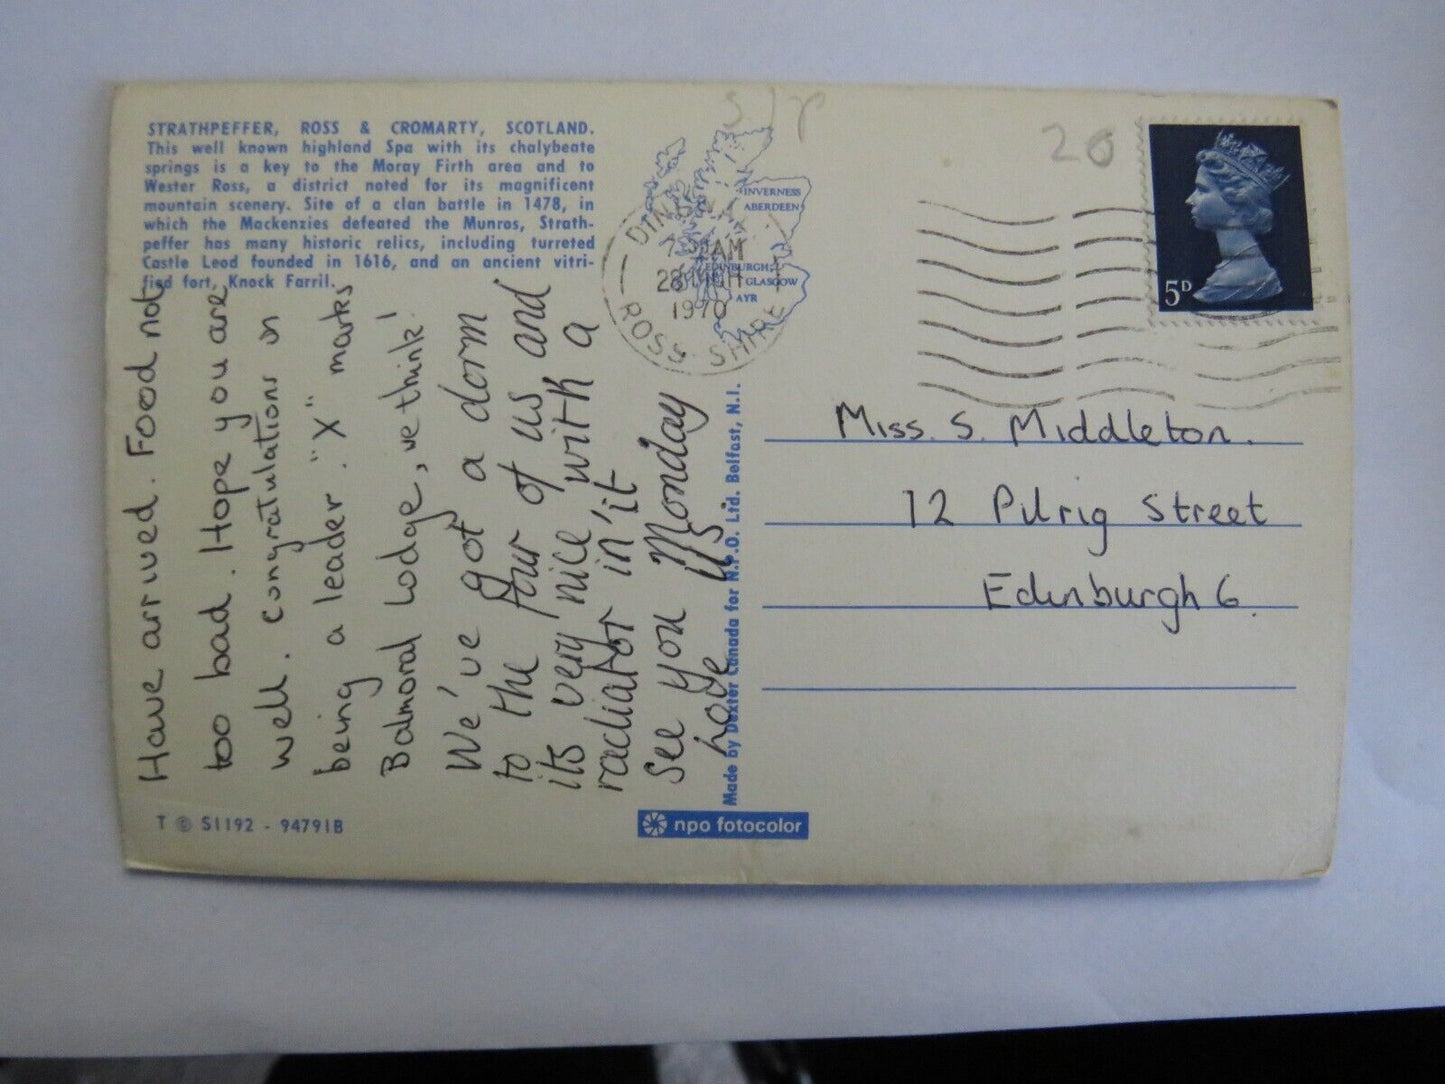 STRATHPEFFER, ROSS & CROMARTY, SCOTLAND.
This well known highland Spa with its chalybeate
springs is a key to the Moray Firth area and to
Wester Ross, a district noted for its magnificent
mountain scenery. Site of a clan battle in 1478, in
which the Mackenzies defeated the Munros, Strath-
peffer has many historic relics, including turreted
Castle Leod founded in 1616, and an ancient vitri-
fied fort, Knock Farril.
Have arrived. Food not
too bad. Hope you are
well. congratulations on
being a leader. "X" marks
Balmoral Lodge, we think!
We've got a dorm
to the four of us and
its very nice with a
radiator in it
See you Monday
Love us.
T © S1192 - 94791B
INVERNESS
ABERDEEN
EDINBURGH
GLASGOW
AYR
AM
28
1970
ROSS-SHIRE
Made by Dexter Canada for N.P.O. Ltd. Belfast, N.I.
npo fotocolor
20
5D
Miss. S. Middleton.
12 Pilrig Street
Edinburgh 6.